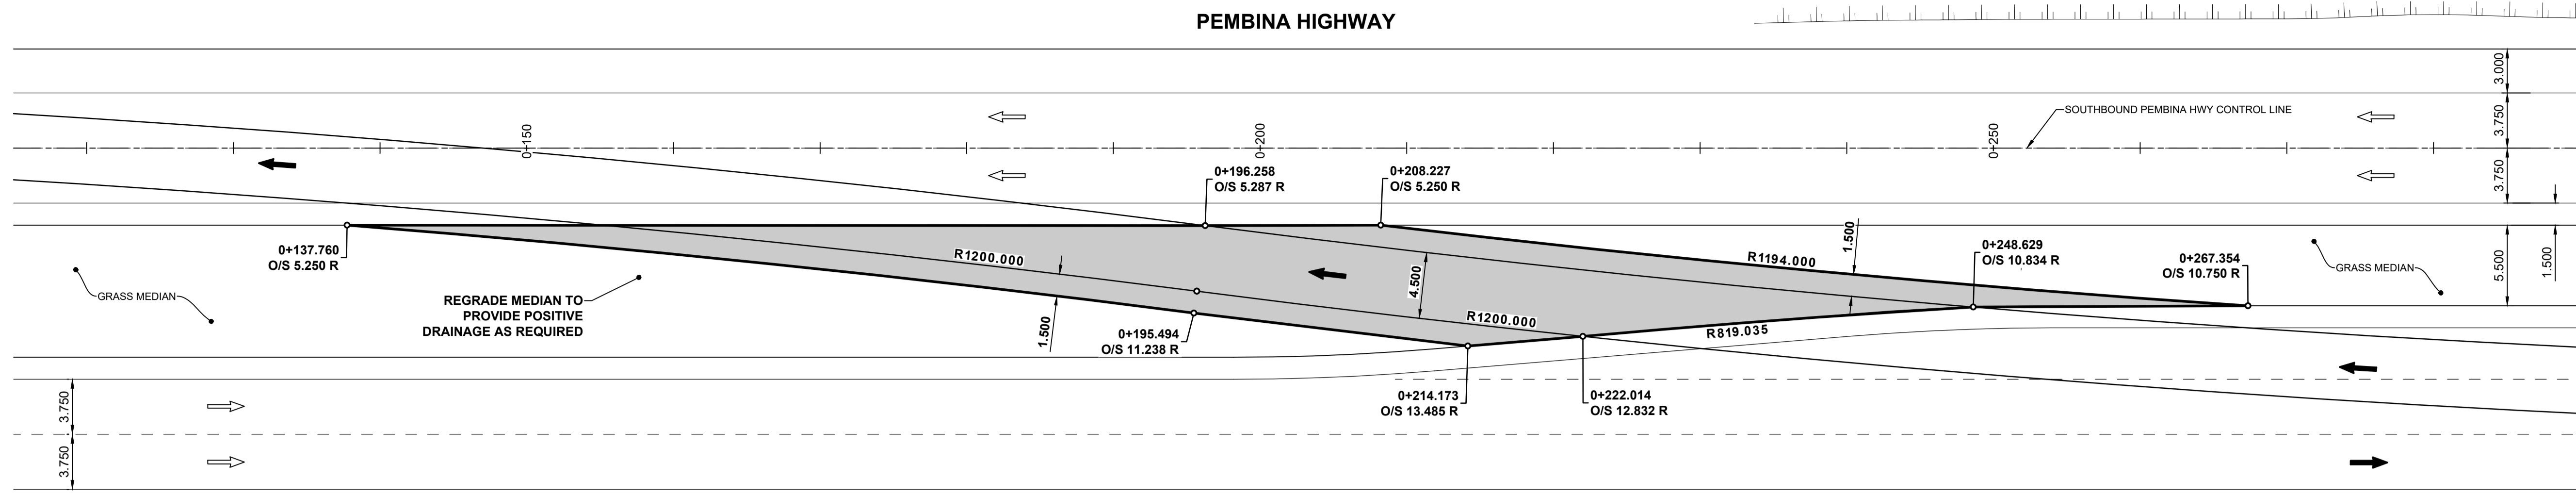 PEMBINA HIGHWAY
3.000
SOUTHBOUND PEMBINA HWY CONTROL LINE
3.750
0+150
0+200
0+250
0+196.258
O/S 5.287 R
0+208.227
O/S 5.250 R
3.750
0+137.760
O/S 5.250 R
R1200.000
1.500
R1194.000
0+248.629
O/S 10.834 R
0+267.354
O/S 10.750 R
5.500
1.500
GRASS MEDIAN
GRASS MEDIAN
REGRADE MEDIAN TO
PROVIDE POSITIVE
DRAINAGE AS REQUIRED
4.500
1.500
R1200.000
R819.035
0+195.494
O/S 11.238 R
0+214.173
O/S 13.485 R
0+222.014
O/S 12.832 R
3.750
3.750